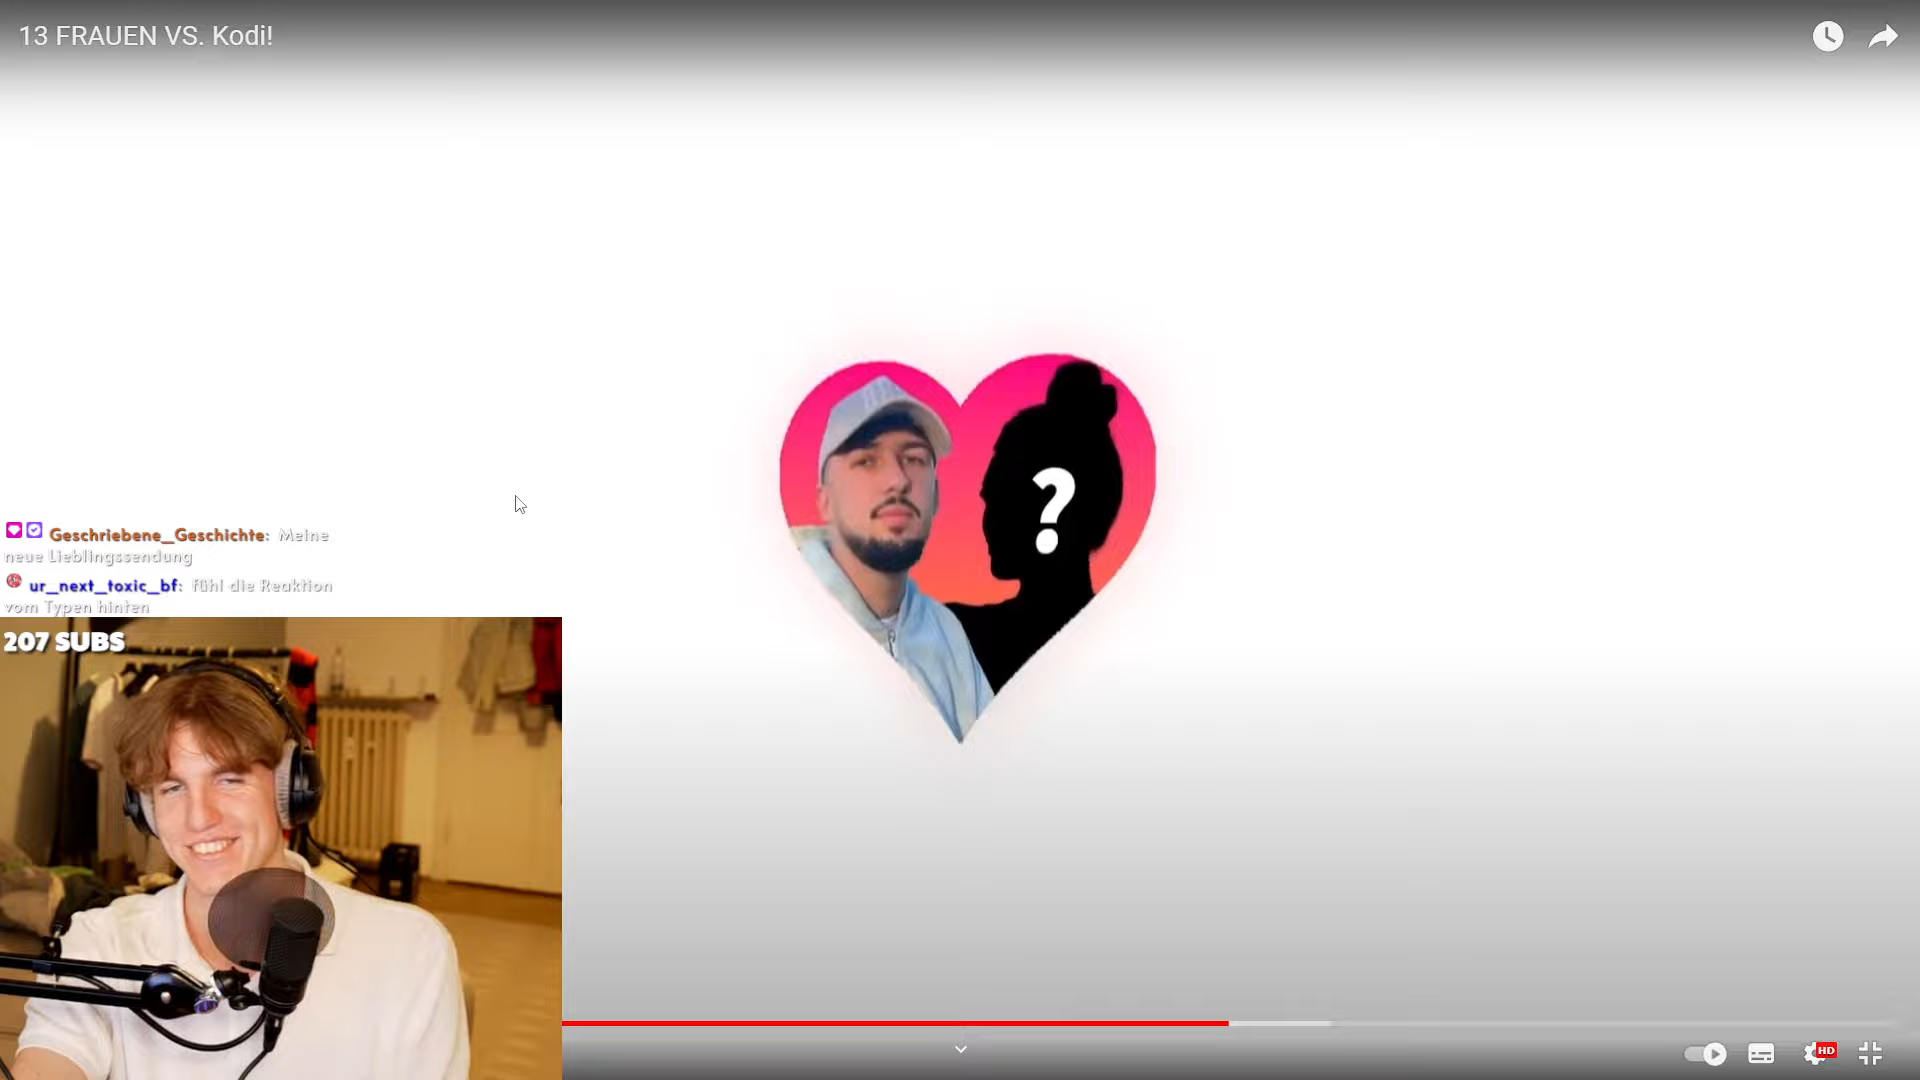 13 FRAUEN VS. Kodi!
?
Geschriebene_Geschichte: Meine
neue Lieblingssendung
ur_next_toxic_bf: fühl die Reaktion
vom Typen hinten
207 SUBS
HD